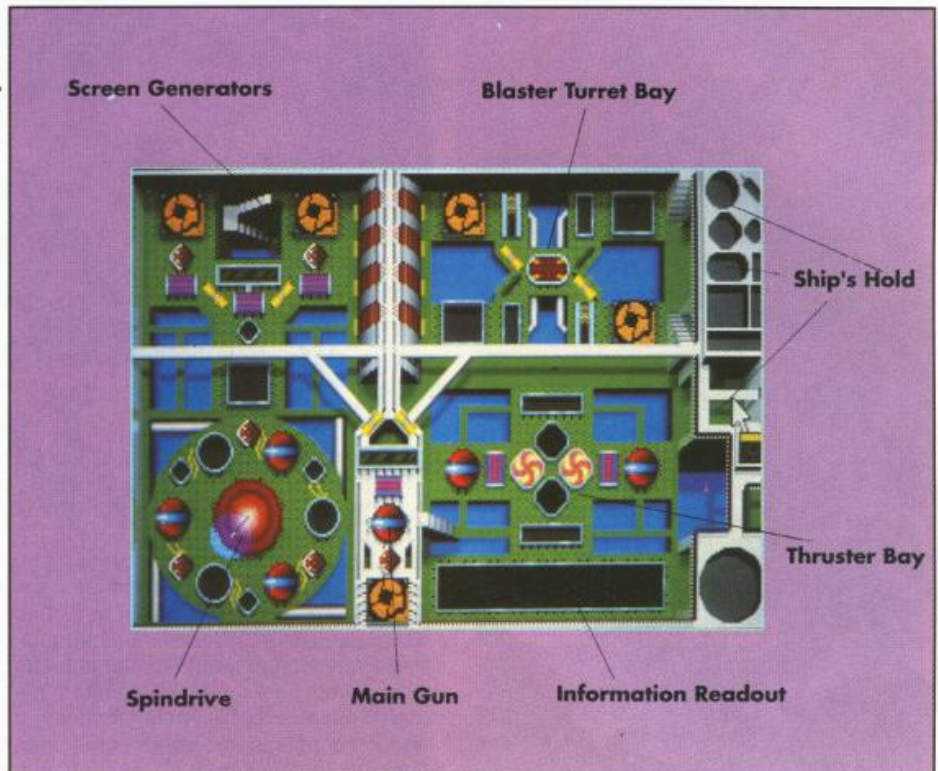 Screen Generators
Blaster Turret Bay
Ship's Hold
Thruster Bay
Spindrive
Main Gun
Information Readout